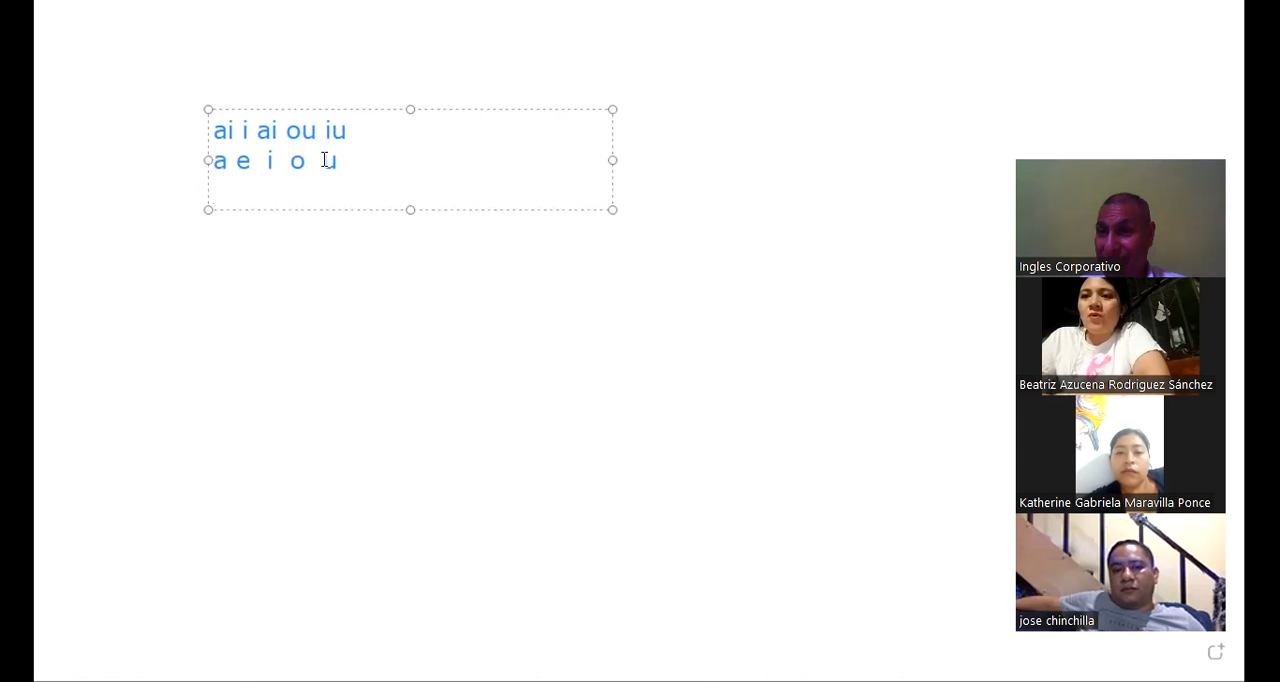 ai i ai ou iu
a e i o u
Ingles Corporativo
Beatriz Azucena Rodriguez Sánchez
Katherine Gabriela Maravilla Ponce
jose chinchilla